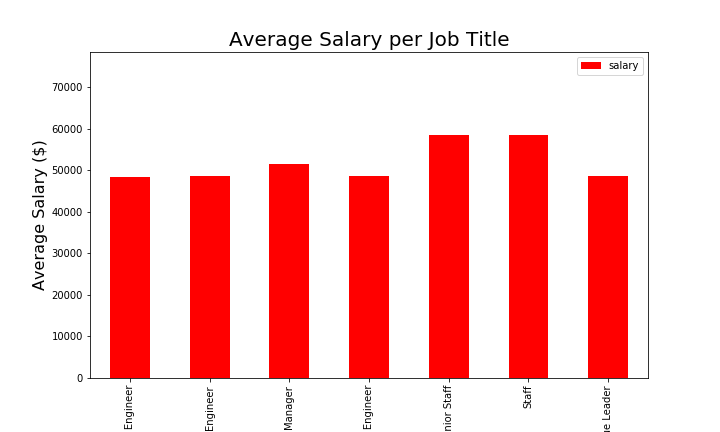 Average Salary per Job Title
salary
Average Salary ($)
70000
60000
50000
40000
30000
20000
10000
0
Engineer
Engineer
Manager
Engineer
nior Staff
Staff
Leader